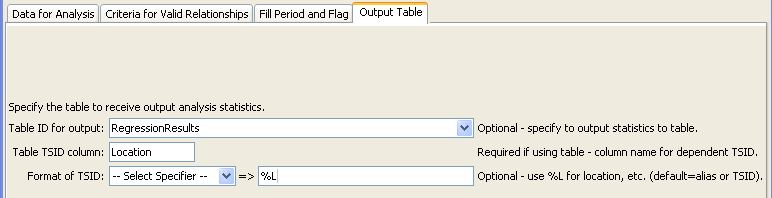 Data for Analysis Criteria for Valid Relationships Fill Period and Flag Output Table
Specify the table to receive output analysis statistics.
Table ID for output: RegressionResults Optional - specify to output statistics to table.
Table TSID column: Location Required if using table - column name for dependent TSID.
Format of TSID: -- Select Specifier -- => %L Optional - use %L for location, etc. (default=alias or TSID).